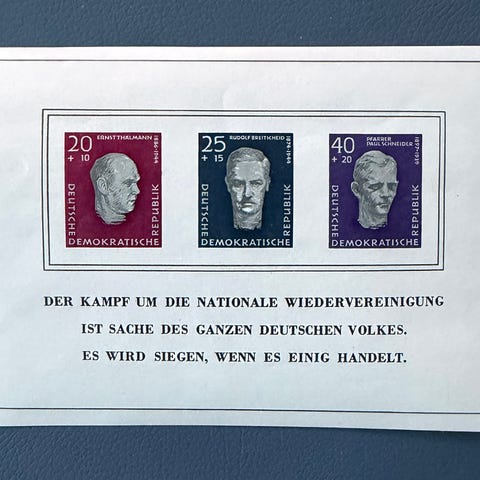 20
+ 10
ERNST THÄLMANN
1886-1944
DEUTSCHE
DEMOKRATISCHE
REPUBLIK
25
+ 15
RUDOLF BREITSCHEID
1874-1944
DEUTSCHE
DEMOKRATISCHE
REPUBLIK
40
+ 20
PFARRER
PAUL SCHNEIDER
1897-1939
DEUTSCHE
DEMOKRATISCHE
REPUBLIK
DER KAMPF UM DIE NATIONALE WIEDERVEREINIGUNG
IST SACHE DES GANZEN DEUTSCHEN VOLKES.
ES WIRD SIEGEN, WENN ES EINIG HANDELT.